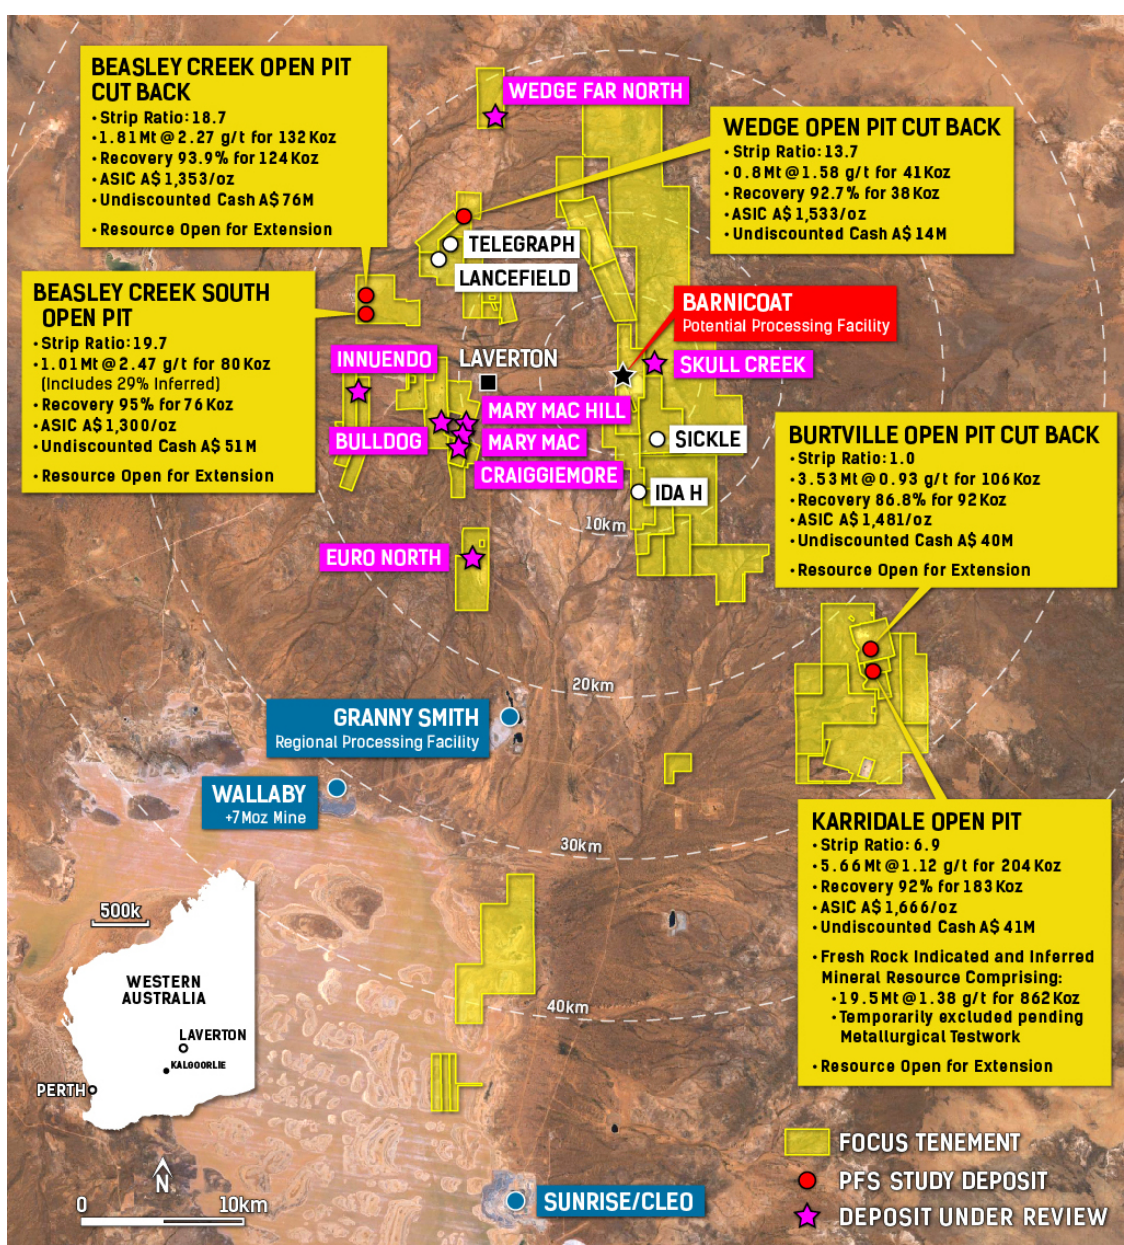 BEASLEY CREEK OPEN PIT
CUT BACK
• Strip Ratio: 18.7
• 1.81 Mt @ 2.27 g/t for 132 Koz
• Recovery 93.9% for 124 Koz
• ASIC A$ 1,353/oz
• Undiscounted Cash A$ 76M
• Resource Open for Extension
WEDGE FAR NORTH
WEDGE OPEN PIT CUT BACK
• Strip Ratio: 13.7
• 0.8 Mt @ 1.58 g/t for 41 Koz
• Recovery 92.7% for 38 Koz
• ASIC A$ 1,533/oz
• Undiscounted Cash A$ 14M
TELEGRAPH
LANCEFIELD
BEASLEY CREEK SOUTH
OPEN PIT
• Strip Ratio: 19.7
• 1.01 Mt @ 2.47 g/t for 80 Koz
(Includes 29% Inferred)
• Recovery 95% for 76 Koz
• ASIC A$ 1,300/oz
• Undiscounted Cash A$ 51M
• Resource Open for Extension
BARNICOAT
Potential Processing Facility
INNUENDO
LAVERTON
SKULL CREEK
MARY MAC HILL
BULLDOG
MARY MAC
SICKLE
CRAIGGIEMORE
IDA H
BURTVILLE OPEN PIT CUT BACK
• Strip Ratio: 1.0
• 3.53 Mt @ 0.93 g/t for 106 Koz
• Recovery 86.8% for 92 Koz
• ASIC A$ 1,481/oz
• Undiscounted Cash A$ 40M
• Resource Open for Extension
10km
EURO NORTH
20km
GRANNY SMITH
Regional Processing Facility
WALLABY
+7Moz Mine
30km
KARRIDALE OPEN PIT
• Strip Ratio: 6.9
• 5.66 Mt @ 1.12 g/t for 204 Koz
• Recovery 92% for 183 Koz
• ASIC A$ 1,666/oz
• Undiscounted Cash A$ 41M
• Fresh Rock Indicated and Inferred
Mineral Resource Comprising:
• 19.5 Mt @ 1.38 g/t for 862 Koz
• Temporarily excluded pending
Metallurgical Testwork
• Resource Open for Extension
40km
500k
WESTERN
AUSTRALIA
LAVERTON
KALGOORLIE
PERTH
N
0 10km
SUNRISE/CLEO
FOCUS TENEMENT
PFS STUDY DEPOSIT
DEPOSIT UNDER REVIEW